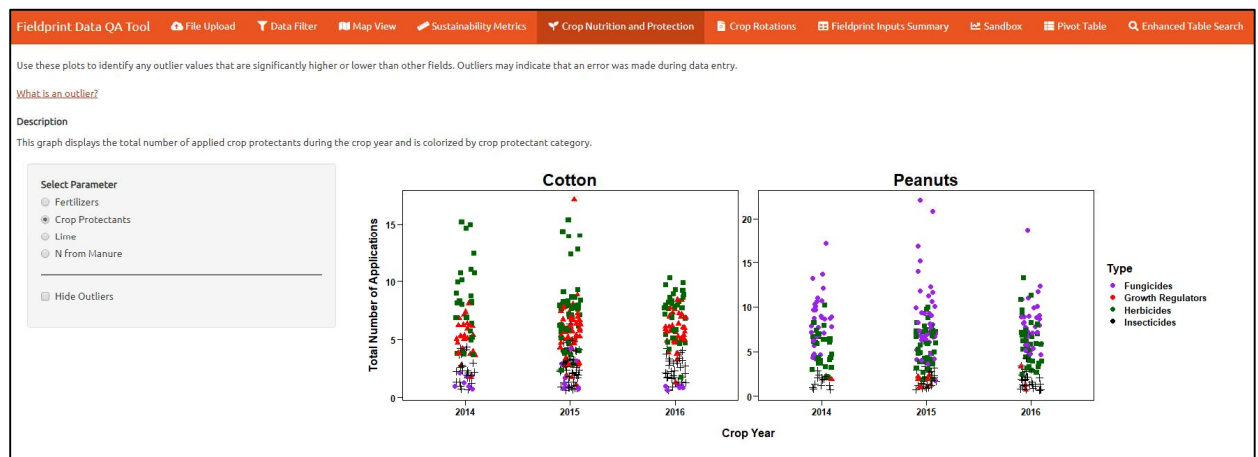 Fieldprint Data QA Tool File Upload Data Filter Map View Sustainability Metrics Crop Nutrition and Protection Crop Rotations Fieldprint Inputs Summary Sandbox Pivot Table Enhanced Table Search
Use these plots to identify any outlier values that are significantly higher or lower than other fields. Outliers may indicate that an error was made during data entry.
What is an outlier?
Description
This graph displays the total number of applied crop protectants during the crop year and is colorized by crop protectant category.
Select Parameter
Fertilizers
Crop Protectants
Lime
N from Manure
Hide Outliers
Cotton
Peanuts
Total Number of Applications
15
10
5
0
20
15
10
5
0
2014 2015 2016
2014 2015 2016
Crop Year
Type
Fungicides
Growth Regulators
Herbicides
Insecticides